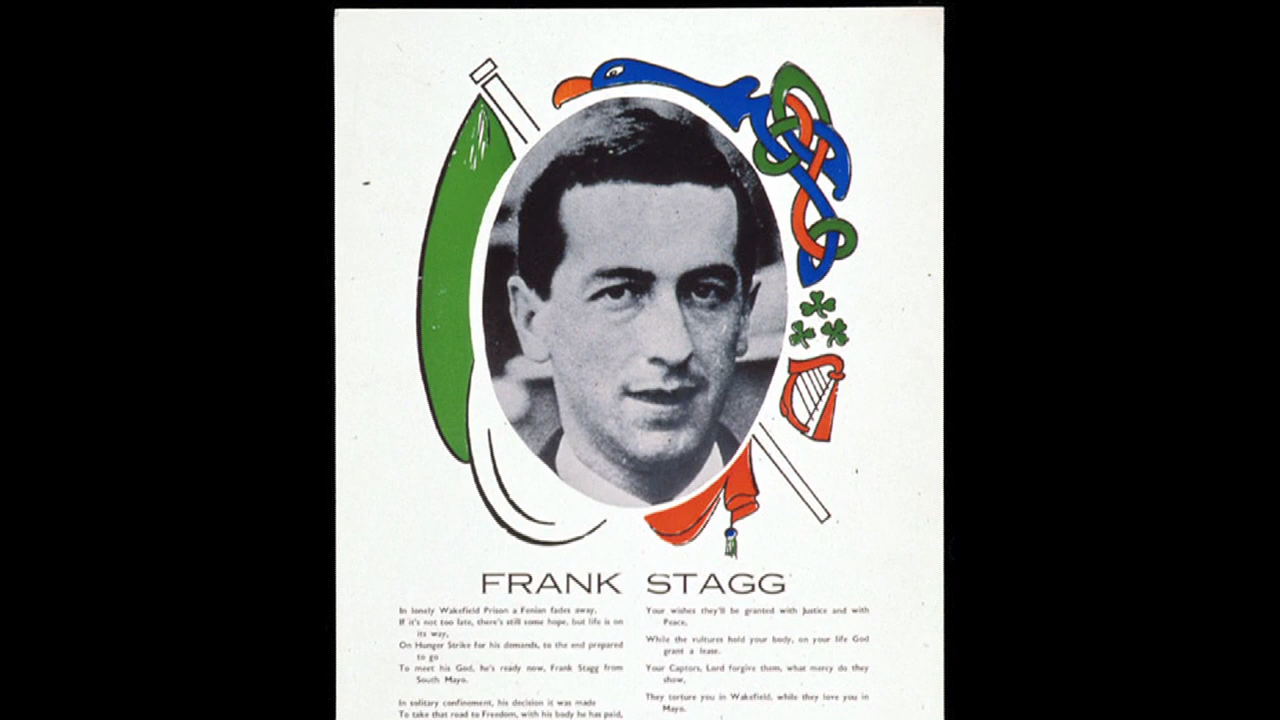 FRANK STAGG
In lonely Wakefield Prison a Fenian fades away,
If it's not too late, there's still some hope, but life is on
its way,
On Hunger Strike for his demands, to the end prepared
to go
To meet his God, he's ready now, Frank Stagg from
South Mayo.
In solitary confinement, his decision it was made
To take that road to Freedom, with his body he has paid,
Your wishes they'll be granted with Justice and with
Peace,
While the vultures hold your body, on your life God
grant a lease.
Your Captors, Lord forgive them, what mercy do they
show,
They torture you in Wakefield, while they love you in
Mayo.